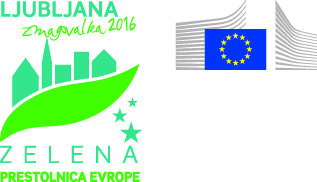 LJUBLJANA
zmagovalka 2016
ZELENA
PRESTOLNICA EVROPE